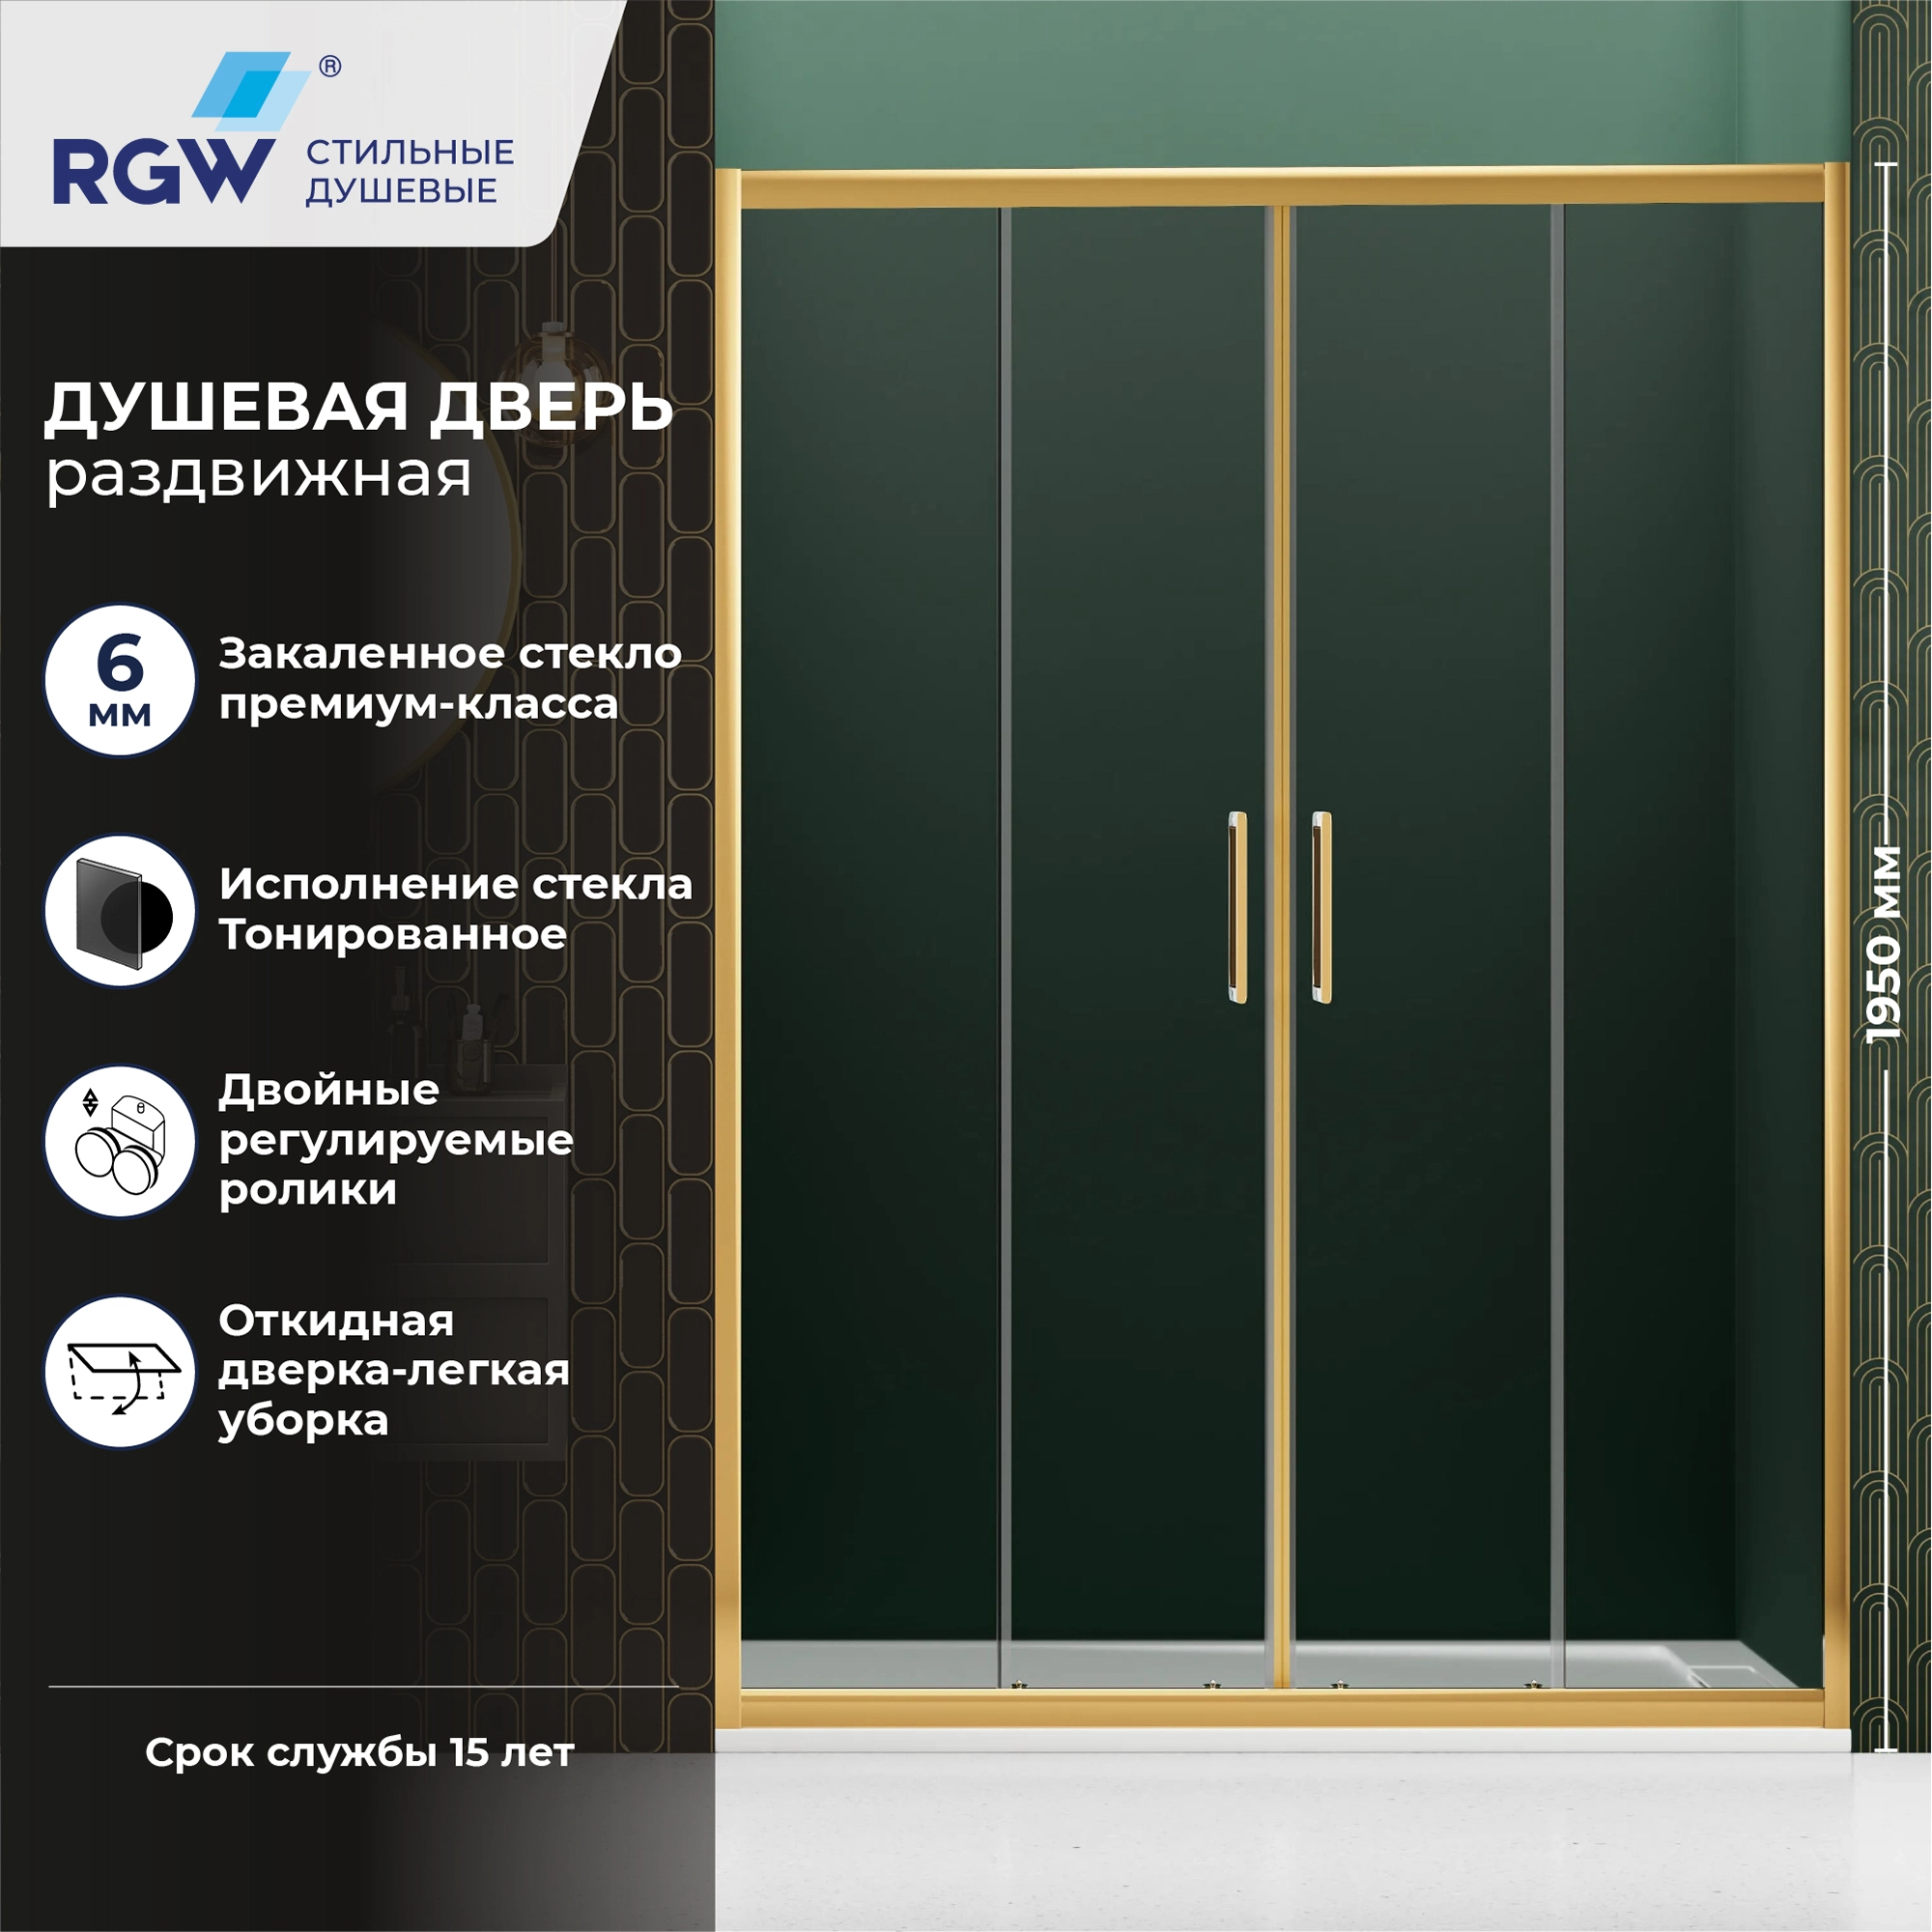 ®
RGW
СТИЛЬНЫЕ
ДУШЕВЫЕ
ДУШЕВАЯ ДВЕРЬ
раздвижная
6
мм
Закаленное стекло
премиум-класса
Исполнение стекла
Тонированное
Двойные
регулируемые
ролики
Откидная
дверка-легкая
уборка
Срок службы 15 лет
1950 мм